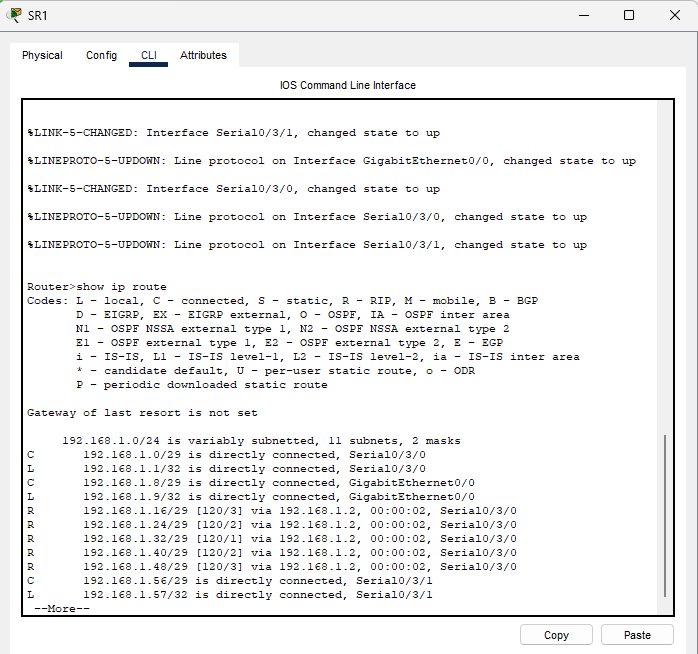 SR1
Physical Config CLI Attributes
IOS Command Line Interface
%LINK-5-CHANGED: Interface Serial0/3/1, changed state to up
%LINEPROTO-5-UPDOWN: Line protocol on Interface GigabitEthernet0/0, changed state to up
%LINK-5-CHANGED: Interface Serial0/3/0, changed state to up
%LINEPROTO-5-UPDOWN: Line protocol on Interface Serial0/3/0, changed state to up
%LINEPROTO-5-UPDOWN: Line protocol on Interface Serial0/3/1, changed state to up
Router>show ip route
Codes: L - local, C - connected, S - static, R - RIP, M - mobile, B - BGP
D - EIGRP, EX - EIGRP external, O - OSPF, IA - OSPF inter area
N1 - OSPF NSSA external type 1, N2 - OSPF NSSA external type 2
E1 - OSPF external type 1, E2 - OSPF external type 2, E - EGP
i - IS-IS, L1 - IS-IS level-1, L2 - IS-IS level-2, ia - IS-IS inter area
* - candidate default, U - per-user static route, o - ODR
P - periodic downloaded static route
Gateway of last resort is not set
192.168.1.0/24 is variably subnetted, 11 subnets, 2 masks
C 192.168.1.0/29 is directly connected, Serial0/3/0
L 192.168.1.1/32 is directly connected, Serial0/3/0
C 192.168.1.8/29 is directly connected, GigabitEthernet0/0
L 192.168.1.9/32 is directly connected, GigabitEthernet0/0
R 192.168.1.16/29 [120/3] via 192.168.1.2, 00:00:02, Serial0/3/0
R 192.168.1.24/29 [120/2] via 192.168.1.2, 00:00:02, Serial0/3/0
R 192.168.1.32/29 [120/1] via 192.168.1.2, 00:00:02, Serial0/3/0
R 192.168.1.40/29 [120/2] via 192.168.1.2, 00:00:02, Serial0/3/0
R 192.168.1.48/29 [120/3] via 192.168.1.2, 00:00:02, Serial0/3/0
C 192.168.1.56/29 is directly connected, Serial0/3/1
L 192.168.1.57/32 is directly connected, Serial0/3/1
--More--
Copy Paste